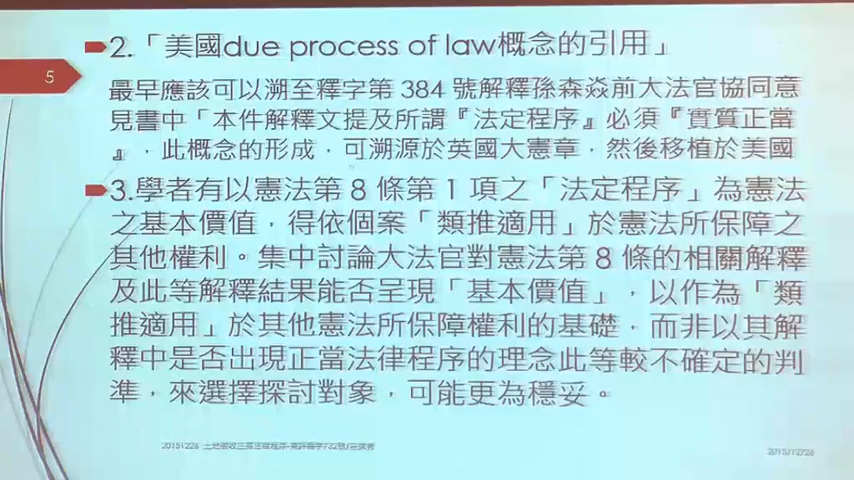 2.「美國due process of law概念的引用」
5
最早應該可以溯至釋字第 384 號解釋孫森焱前大法官協同意
見書中「本件解釋文提及所謂『法定程序』必須『實質正當
』，此概念的形成，可溯源於英國大憲章，然後移植於美國
3.學者有以憲法第 8 條第 1 項之「法定程序」為憲法
之基本價值，得依個案「類推適用」於憲法所保障之
其他權利。集中討論大法官對憲法第 8 條的相關解釋
及此等解釋結果能否呈現「基本價值」，以作為「類
推適用」於其他憲法所保障權利的基礎，而非以其解
釋中是否出現正當法律程序的理念此等較不確定的判
準，來選擇探討對象，可能更為穩妥。
20151226
2015/12/26